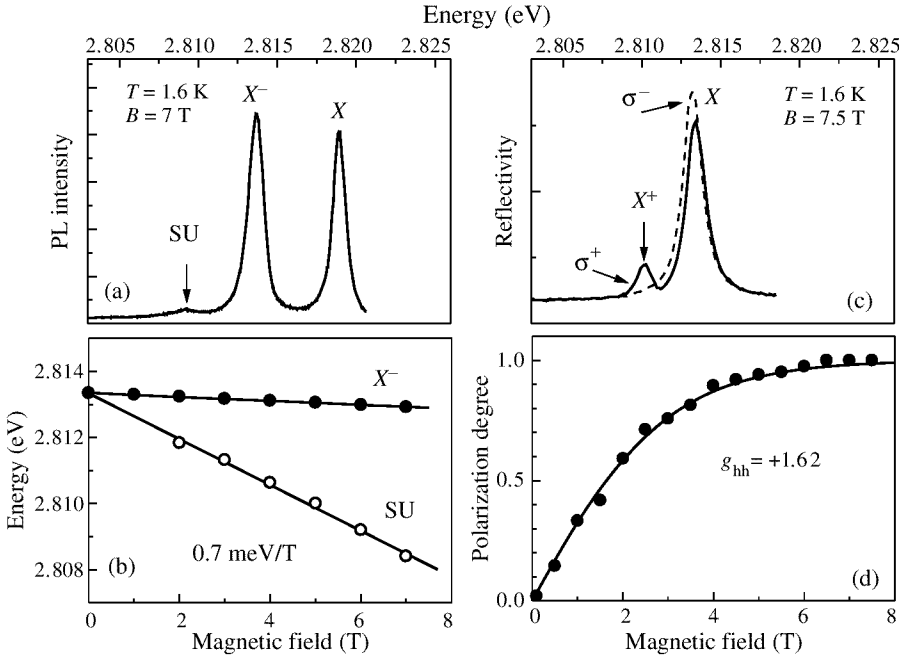 Energy (eV)
2.805 2.810 2.815 2.820 2.825
2.805 2.810 2.815 2.820 2.825
PL intensity
T = 1.6 K
B = 7 T
X⁻
X
SU
(a)
Reflectivity
σ⁻
X
T = 1.6 K
B = 7.5 T
X⁺
σ⁺
(c)
Energy (eV)
2.814
2.812
2.810
2.808
X⁻
SU
(b)
0.7 meV/T
0 2 4 6 8
Magnetic field (T)
Polarization degree
1.0
0.5
0.0
g_hh = +1.62
(d)
0 2 4 6 8
Magnetic field (T)